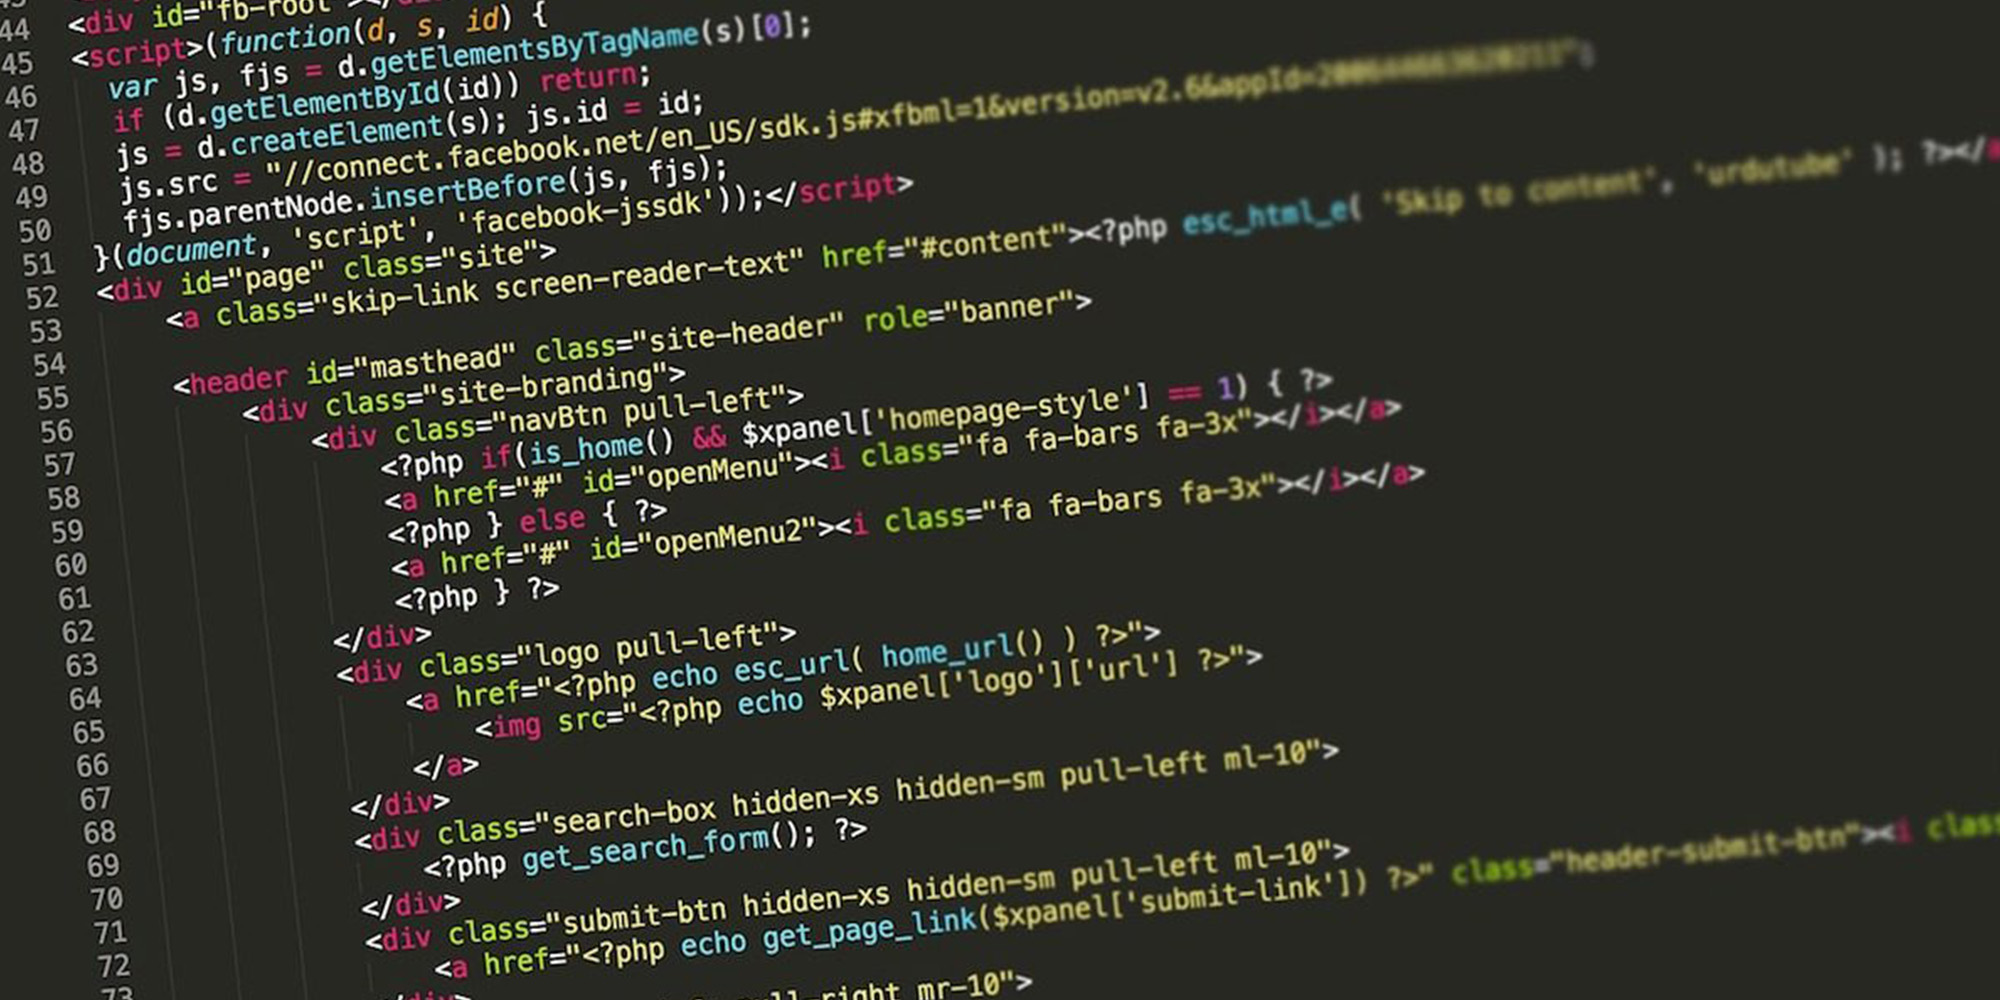 44 <div id="fb-root"></div>
45 <script>(function(d, s, id) {
46 var js, fjs = d.getElementsByTagName(s)[0];
47 if (d.getElementById(id)) return;
48 js = d.createElement(s); js.id = id;
49 js.src = "//connect.facebook.net/en_US/sdk.js#xfbml=1&version=v2.6&appId=
50 fjs.parentNode.insertBefore(js, fjs);
51 }(document, 'script', 'facebook-jssdk'));</script>
52 <div id="page" class="site">
53 <a class="skip-link screen-reader-text" href="#content"><?php esc_html_e( 'Skip to content', 'urdutube' ); ?></a
54
55 <header id="masthead" class="site-header" role="banner">
56 <div class="site-branding">
57 <div class="navBtn pull-left">
58 <?php if(is_home() && $xpanel['homepage-style'] == 1) { ?>
59 <a href="#" id="openMenu"><i class="fa fa-bars fa-3x"></i></a>
60 <?php } else { ?>
61 <a href="#" id="openMenu2"><i class="fa fa-bars fa-3x"></i></a>
62 <?php } ?>
63 </div>
64 <div class="logo pull-left">
65 <a href="<?php echo esc_url( home_url() ) ?>">
66 <img src="<?php echo $xpanel['logo']['url'] ?>">
67 </a>
68 </div>
69 <div class="search-box hidden-xs hidden-sm pull-left ml-10">
70 <?php get_search_form(); ?>
71 </div>
72 <div class="submit-btn hidden-xs hidden-sm pull-left ml-10">
73 <a href="<?php echo get_page_link($xpanel['submit-link']) ?>" class="header-submit-btn"><i class
</div>
pull-right mr-10">